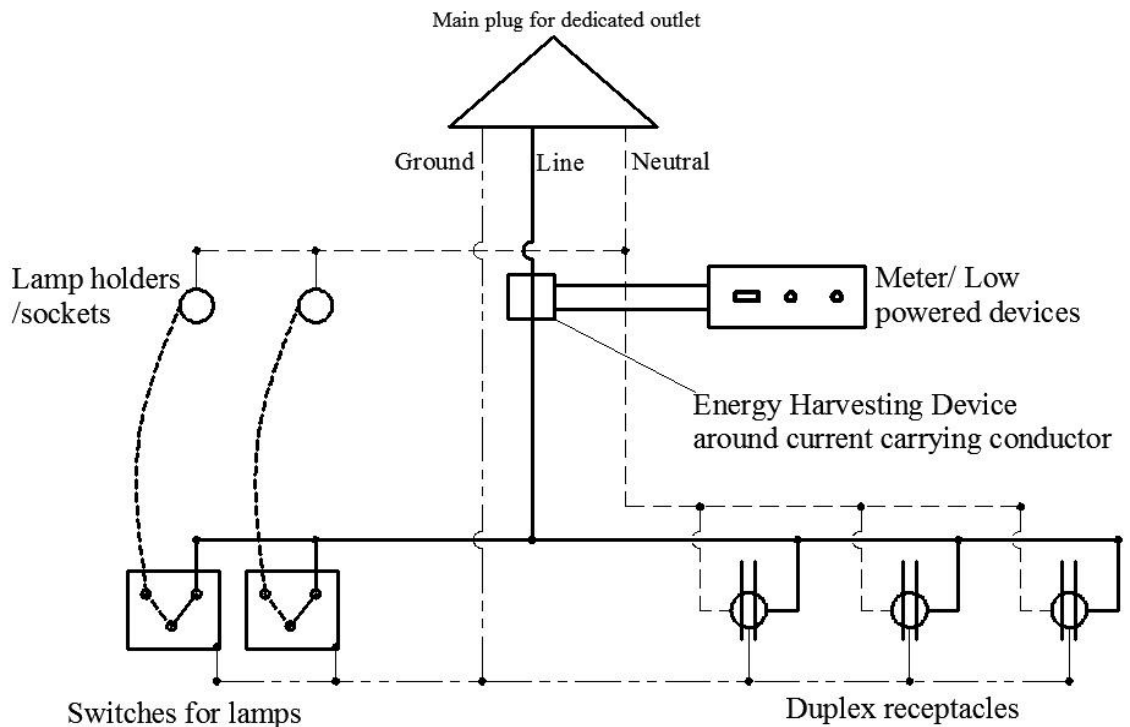 Main plug for dedicated outlet
Ground
Line
Neutral
Lamp holders
/sockets
Meter/ Low
powered devices
Energy Harvesting Device
around current carrying conductor
Switches for lamps
Duplex receptacles